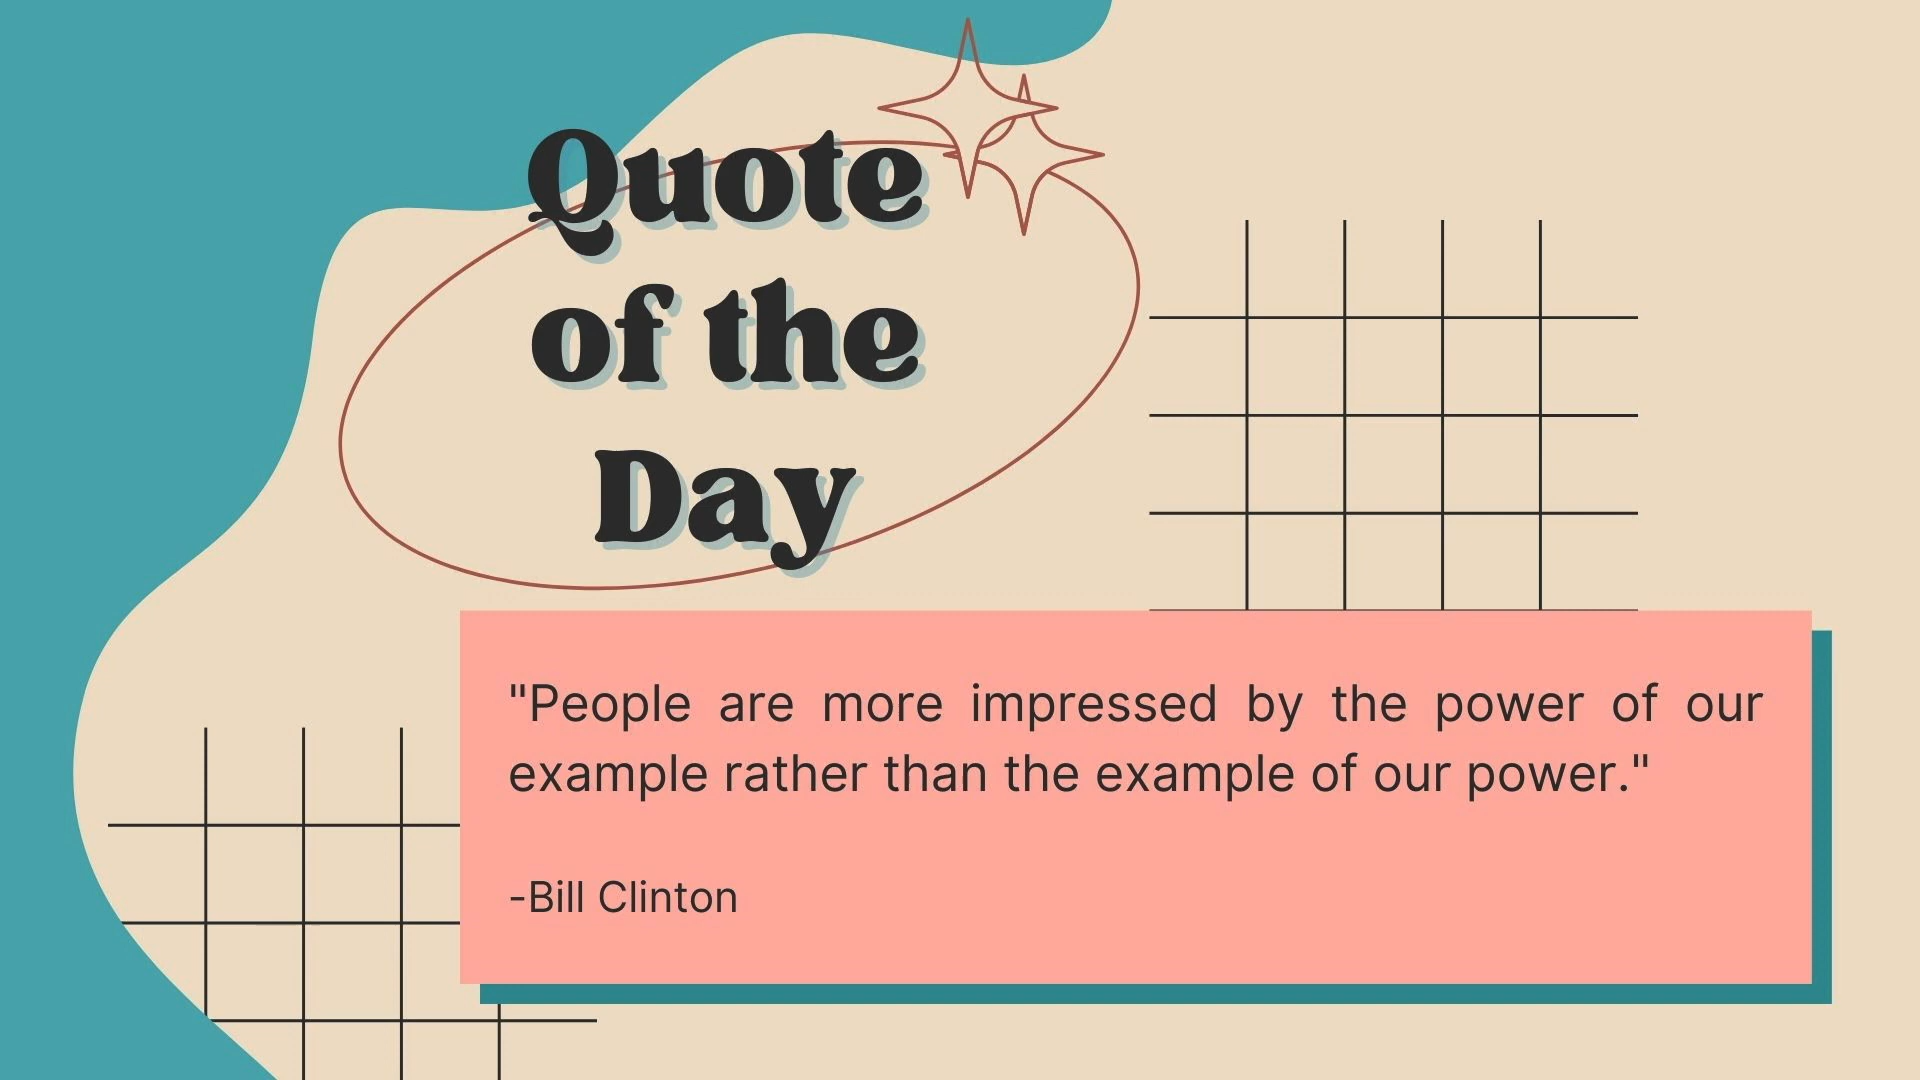 Quote
of the
Day
"People are more impressed by the power of our
example rather than the example of our power."
-Bill Clinton